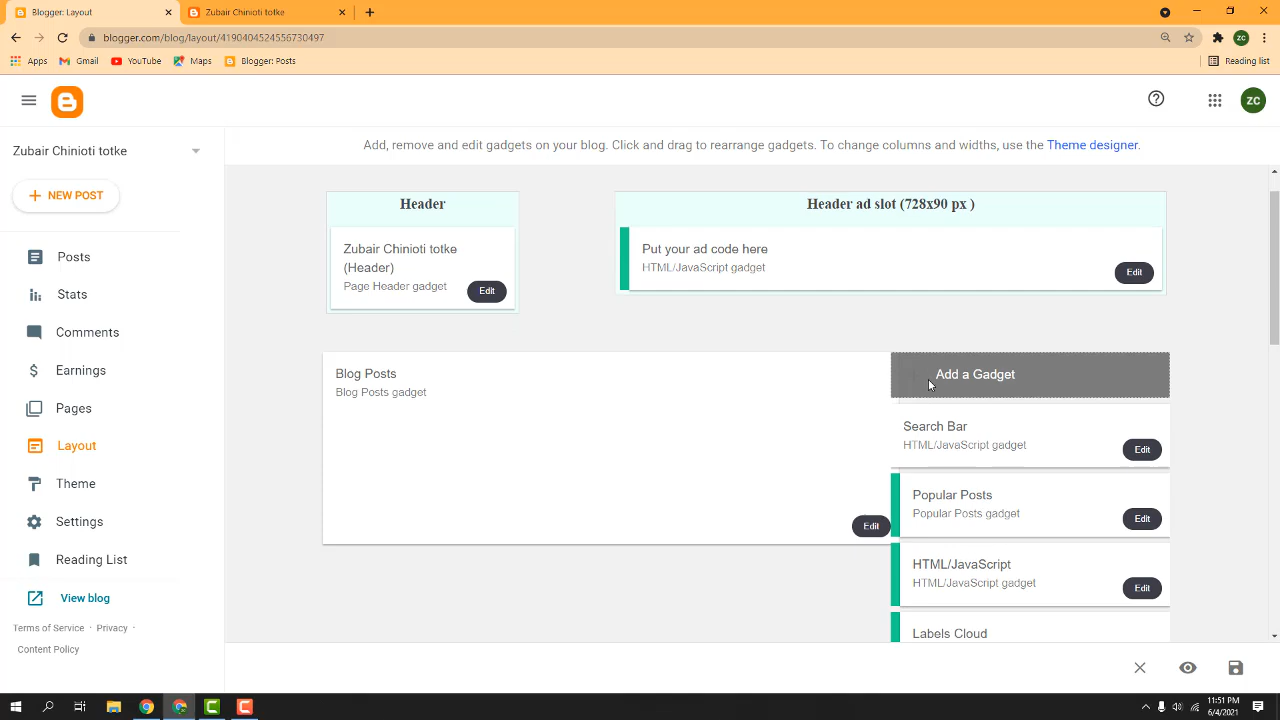 Blogger: Layout
Zubair Chinioti totke
blogger.com/blog/layout/4190404524556730497
Apps
Gmail
YouTube
Maps
Blogger: Posts
Reading list
ZC
ZC
Zubair Chinioti totke
NEW POST
Posts
Stats
Comments
Earnings
Pages
Layout
Theme
Settings
Reading List
View blog
Terms of Service · Privacy ·
Content Policy
Add, remove and edit gadgets on your blog. Click and drag to rearrange gadgets. To change columns and widths, use the Theme designer.
Header
Zubair Chinioti totke
(Header)
Page Header gadget
Edit
Header ad slot (728x90 px )
Put your ad code here
HTML/JavaScript gadget
Edit
Blog Posts
Blog Posts gadget
Edit
Add a Gadget
Search Bar
HTML/JavaScript gadget
Edit
Popular Posts
Popular Posts gadget
Edit
HTML/JavaScript
HTML/JavaScript gadget
Edit
Labels Cloud
11:51 PM
6/4/2021